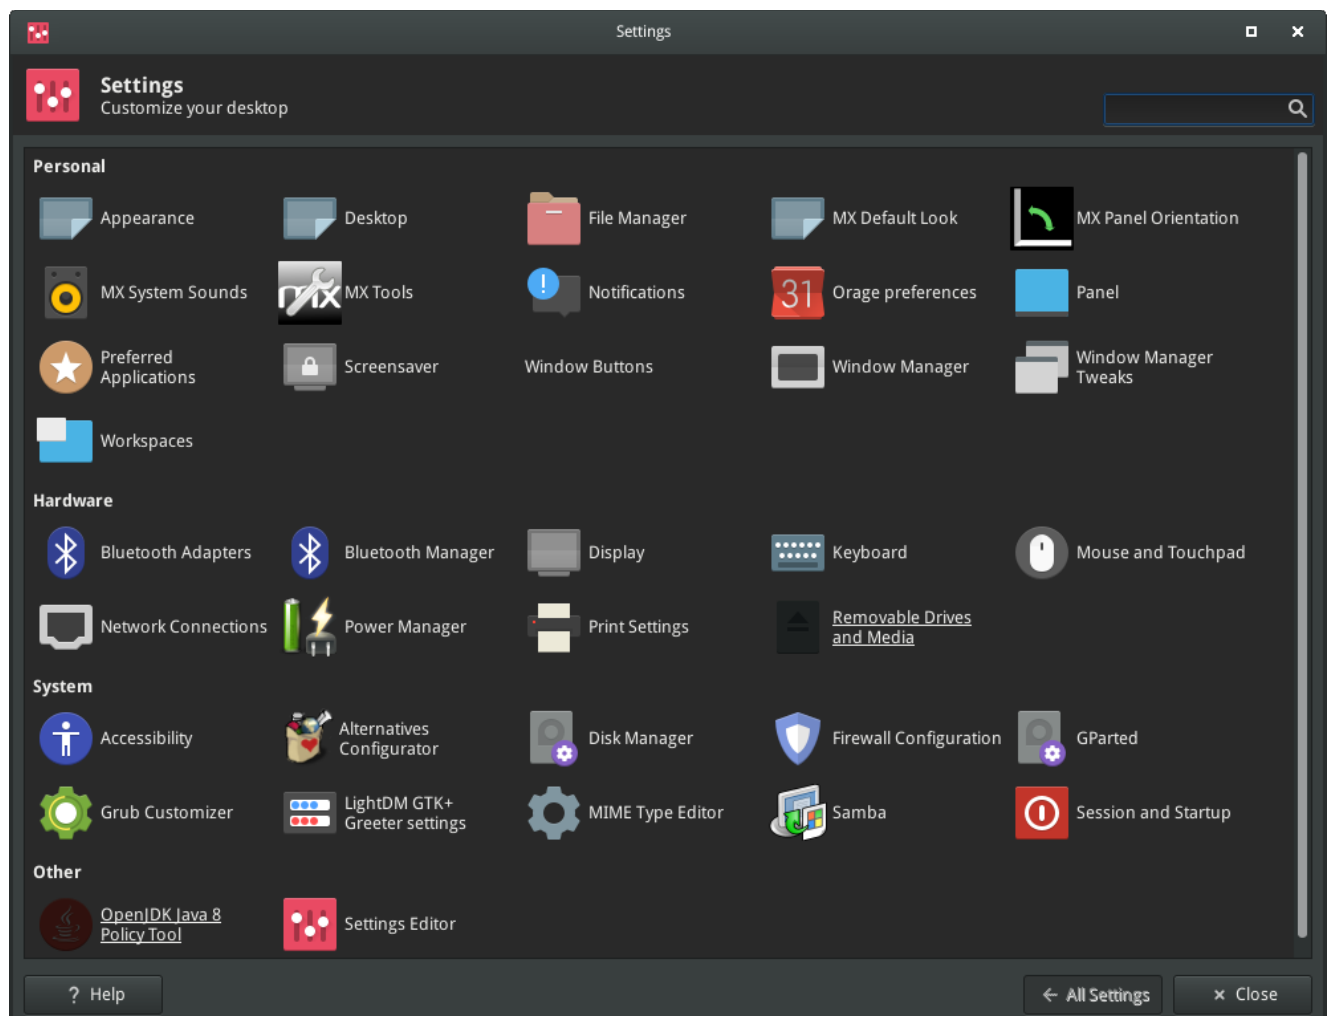 Settings
Settings
Customize your desktop
Personal
Appearance
Desktop
File Manager
MX Default Look
MX Panel Orientation
MX System Sounds
mx
MX Tools
Notifications
31
Orage preferences
Panel
Preferred
Applications
Screensaver
Window Buttons
Window Manager
Window Manager
Tweaks
Workspaces
Hardware
Bluetooth Adapters
Bluetooth Manager
Display
Keyboard
Mouse and Touchpad
Network Connections
Power Manager
Print Settings
Removable Drives
and Media
System
Accessibility
Alternatives
Configurator
Disk Manager
Firewall Configuration
GParted
Grub Customizer
LightDM GTK+
Greeter settings
MIME Type Editor
Samba
Session and Startup
Other
OpenJDK Java 8
Policy Tool
Settings Editor
? Help
← All Settings
× Close